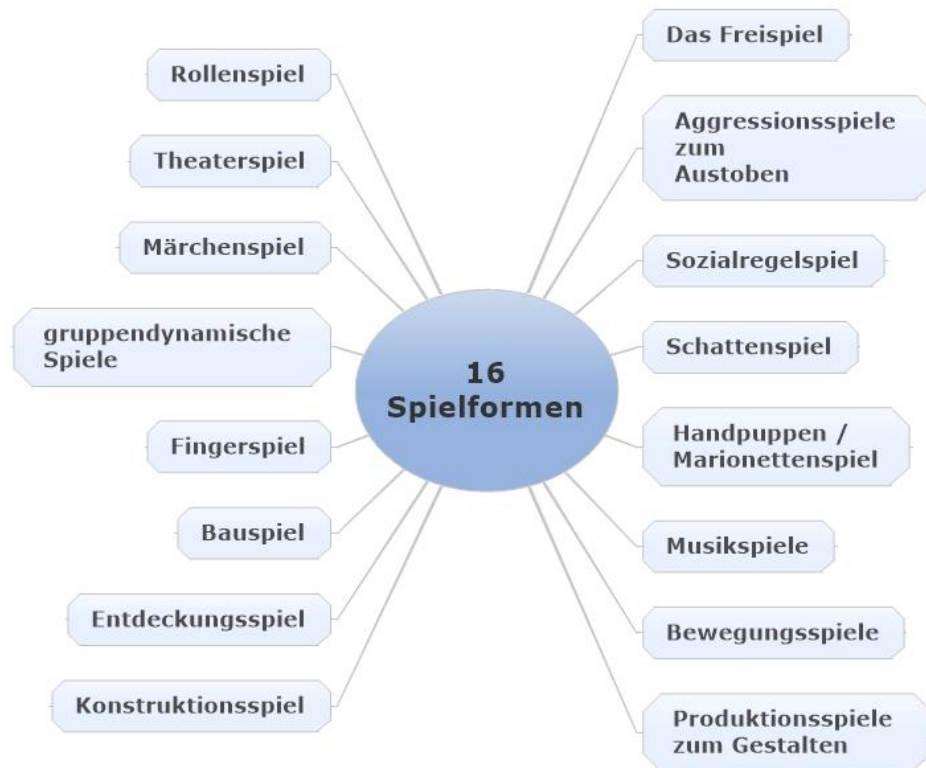 16
Spielformen
Das Freispiel
Aggressionsspiele
zum
Austoben
Sozialregelspiel
Schattenspiel
Handpuppen /
Marionettenspiel
Musikspiele
Bewegungsspiele
Produktionsspiele
zum Gestalten
Rollenspiel
Theaterspiel
Märchenspiel
gruppendynamische
Spiele
Fingerspiel
Bauspiel
Entdeckungsspiel
Konstruktionsspiel